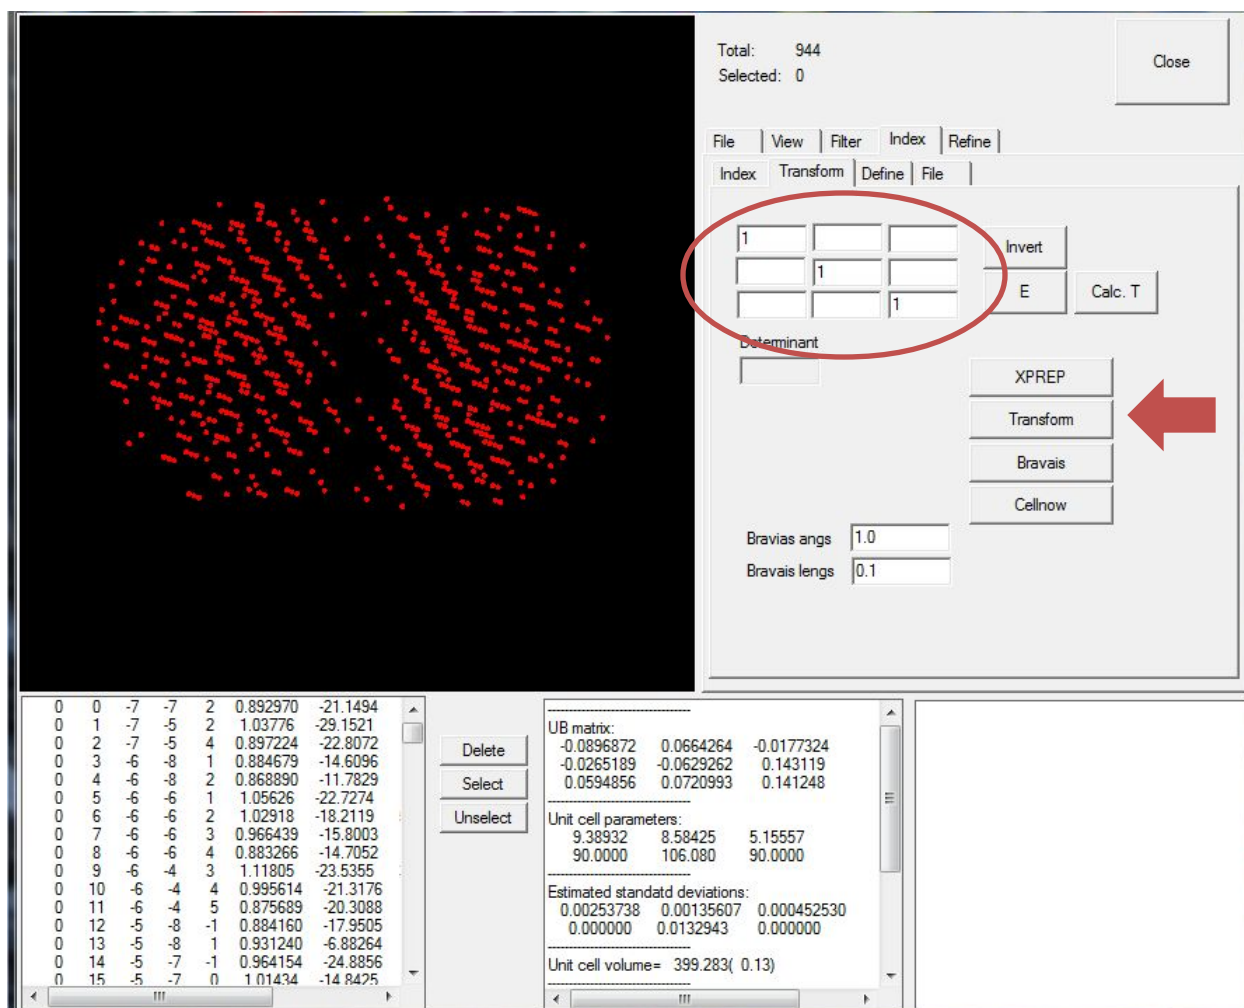 Total: 944
Selected: 0
Close
File View Filter Index Refine
Index Transform Define File
1
1
1
Invert
E Calc. T
Determinant
XPREP
Transform
Bravais
Cellnow
Bravias angs 1.0
Bravais lengs 0.1
0 0 -7 -7 2 0.892970 -21.1494
0 1 -7 -5 2 1.03776 -29.1521
0 2 -7 -5 4 0.897224 -22.8072
0 3 -6 -8 1 0.884679 -14.6096
0 4 -6 -8 2 0.868890 -11.7829
0 5 -6 -6 1 1.05626 -22.7274
0 6 -6 -6 2 1.02918 -18.2119
0 7 -6 -6 3 0.966439 -15.8003
0 8 -6 -6 4 0.883266 -14.7052
0 9 -6 -4 3 1.11805 -23.5355
0 10 -6 -4 4 0.995614 -21.3176
0 11 -6 -4 5 0.875689 -20.3088
0 12 -5 -8 -1 0.884160 -17.9505
0 13 -5 -8 1 0.931240 -6.88264
0 14 -5 -7 -1 0.964154 -24.8856
0 15 -5 -7 0 1.01434 -14.8425
Delete
Select
Unselect
UB matrix:
-0.0896872 0.0664264 -0.0177324
-0.0265189 -0.0629262 0.143119
0.0594856 0.0720993 0.141248
Unit cell parameters:
9.38932 8.58425 5.15557
90.0000 106.080 90.0000
Estimated standatd deviations:
0.00253738 0.00135607 0.000452530
0.000000 0.0132943 0.000000
Unit cell volume= 399.283( 0.13)